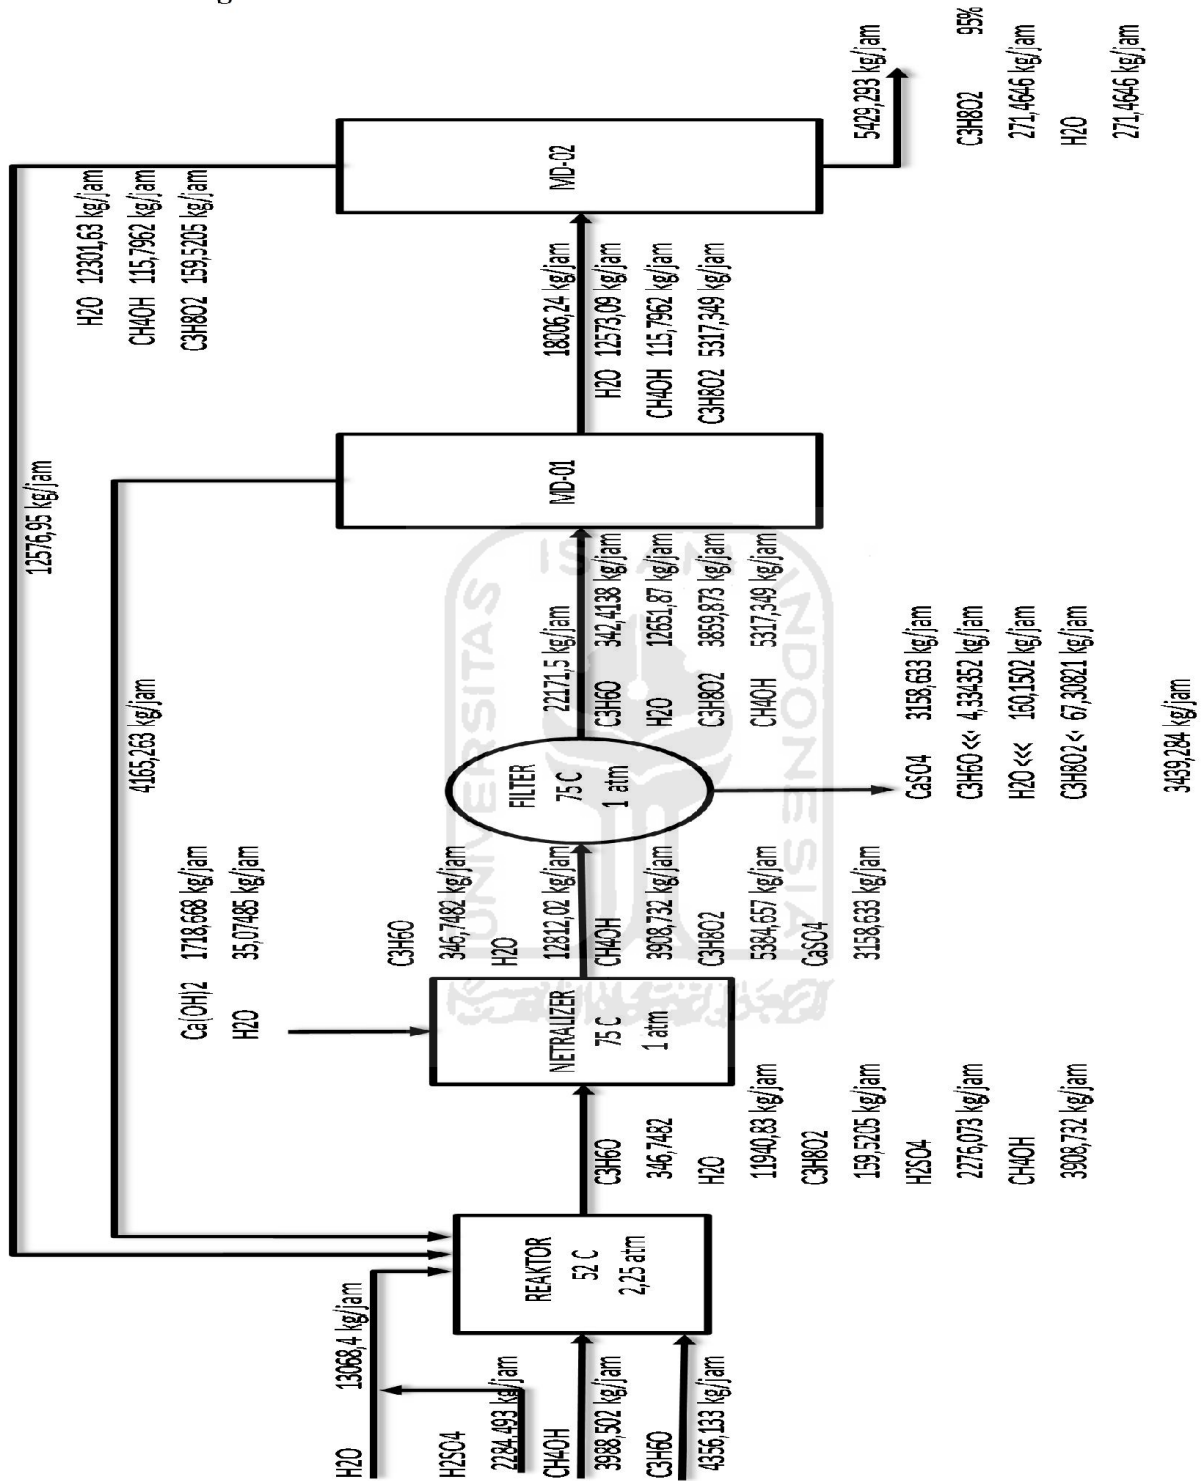 H2O 13068,4 kg/jam
H2SO4
2284,493 kg/jam
CH4OH
3988,502 kg/jam
C3H6O
4356,133 kg/jam
REAKTOR
52 C
2,25 atm
C3H6O
346,7482
H2O
11940,83 kg/jam
C3H8O2
159,5205 kg/jam
H2SO4
2276,073 kg/jam
CH4OH
3908,732 kg/jam
Ca(OH)2 1718,668 kg/jam
H2O 35,07485 kg/jam
NETRALIZER
75 C
1 atm
C3H6O
346,7482 kg/jam
H2O
12812,02 kg/jam
CH4OH
3908,732 kg/jam
C3H8O2
5384,657 kg/jam
CaSO4
3158,633 kg/jam
FILTER
75 C
1 atm
CaSO4 3158,633 kg/jam
C3H6O << 4,334352 kg/jam
H2O <<< 160,1502 kg/jam
C3H8O2 <· 67,30821 kg/jam
3439,284 kg/jam
22171,5 kg/jam
C3H6O 342,4138 kg/jam
H2O 12651,87 kg/jam
C3H8O2 3859,873 kg/jam
CH4OH 5317,349 kg/jam
4165,263 kg/jam
MD-01
18006,24 kg/jam
H2O 12573,09 kg/jam
CH4OH 115,7962 kg/jam
C3H8O2 5317,349 kg/jam
12576,95 kg/jam
H2O 12301,63 kg/jam
CH4OH 115,7962 kg/jam
C3H8O2 159,5205 kg/jam
MD-02
5429,293 kg/jam
C3H8O2 95%
271,4646 kg/jam
H2O
271,4646 kg/jam
UNIVERSITAS
ISLAM
INDONESIA